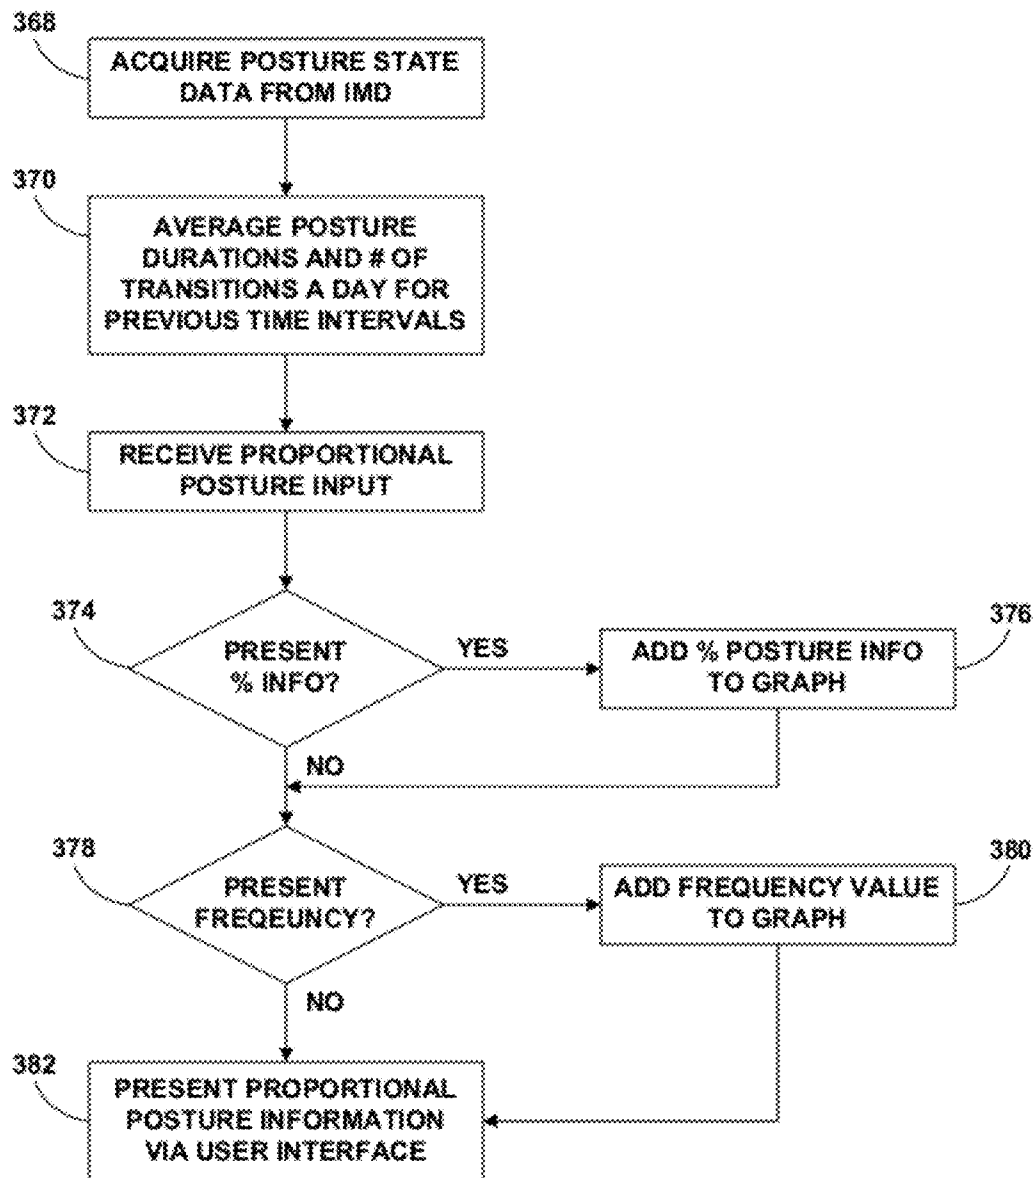 368
ACQUIRE POSTURE STATE
DATA FROM IMD
370
AVERAGE POSTURE
DURATIONS AND # OF
TRANSITIONS A DAY FOR
PREVIOUS TIME INTERVALS
372
RECEIVE PROPORTIONAL
POSTURE INPUT
374
PRESENT
% INFO?
YES
376
ADD % POSTURE INFO
TO GRAPH
NO
378
PRESENT
FREQEUNCY?
YES
380
ADD FREQUENCY VALUE
TO GRAPH
NO
382
PRESENT PROPORTIONAL
POSTURE INFORMATION
VIA USER INTERFACE